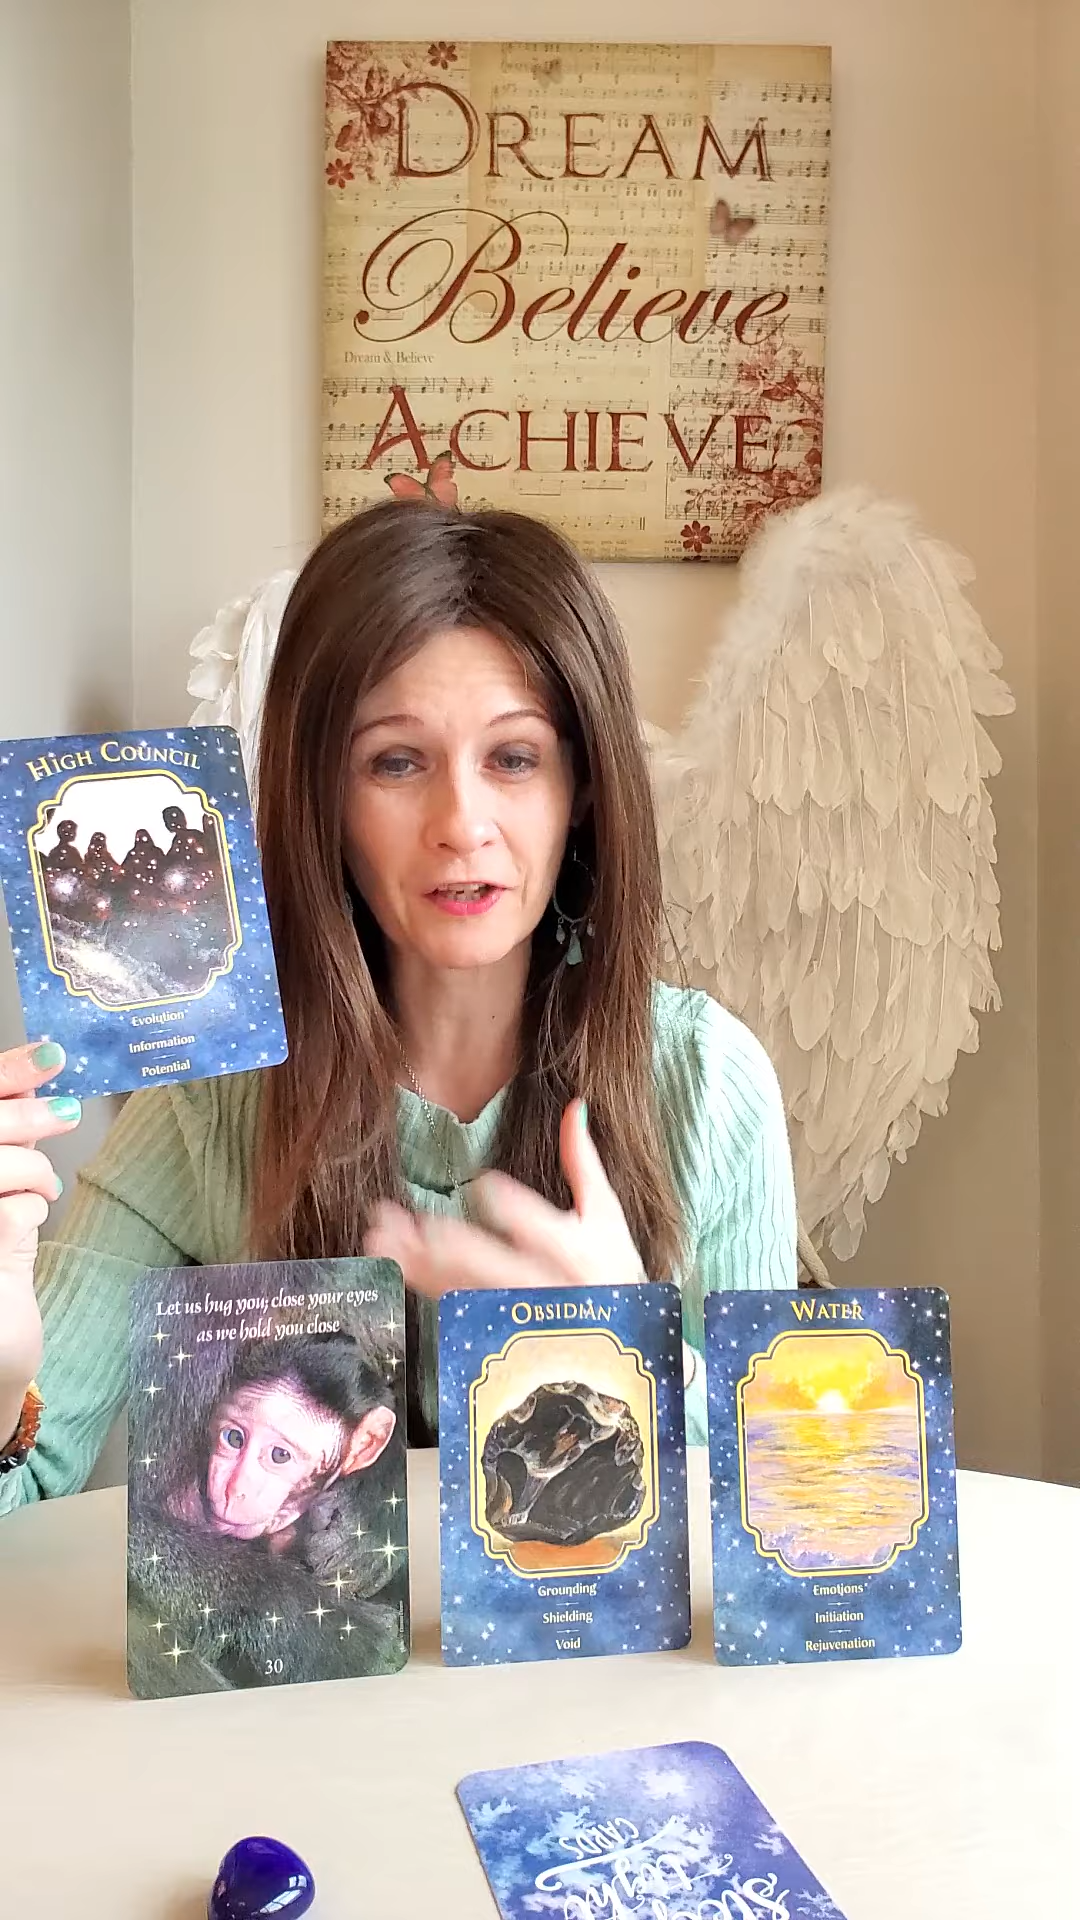 DREAM
Believe
Dream & Believe
ACHIEVE
HIGH COUNCIL
Evolution
Information
Potential
Let us hug you; close your eyes
as we hold you close
30
OBSIDIAN
Grounding
Shielding
Void
WATER
Emotions
Initiation
Rejuvenation
CARDS